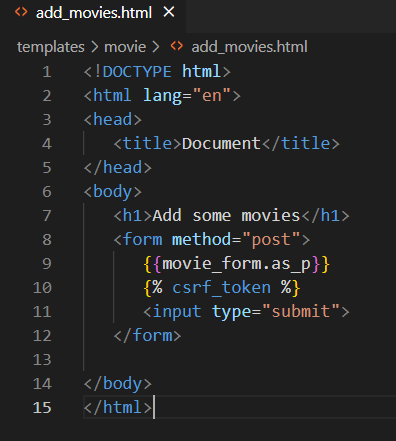 <> add_movies.html ×
templates > movie > <> add_movies.html
1 <!DOCTYPE html>
2 <html lang="en">
3 <head>
4 <title>Document</title>
5 </head>
6 <body>
7 <h1>Add some movies</h1>
8 <form method="post">
9 {{movie_form.as_p}}
10 {% csrf_token %}
11 <input type="submit">
12 </form>
13
14 </body>
15 </html>